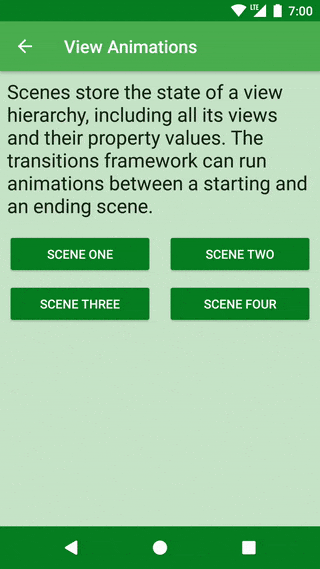 LTE 7:00
View Animations
Scenes store the state of a view
hierarchy, including all its views
and their property values. The
transitions framework can run
animations between a starting and
an ending scene.
SCENE ONE
SCENE TWO
SCENE THREE
SCENE FOUR